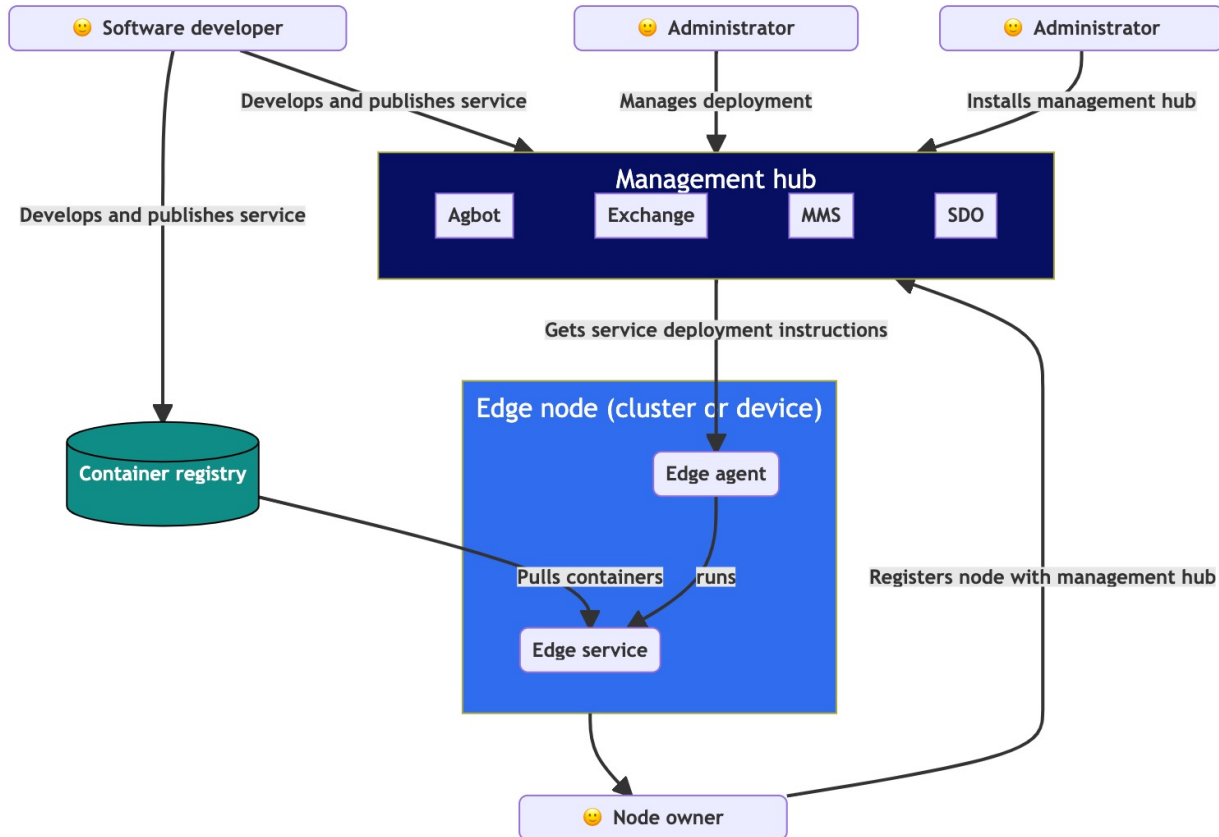 🙂 Software developer
🙂 Administrator
🙂 Administrator
Develops and publishes service
Manages deployment
Installs management hub
Management hub
Agbot
Exchange
MMS
SDO
Develops and publishes service
Gets service deployment instructions
Edge node (cluster or device)
Container registry
Edge agent
Pulls containers
runs
Registers node with management hub
Edge service
🙂 Node owner